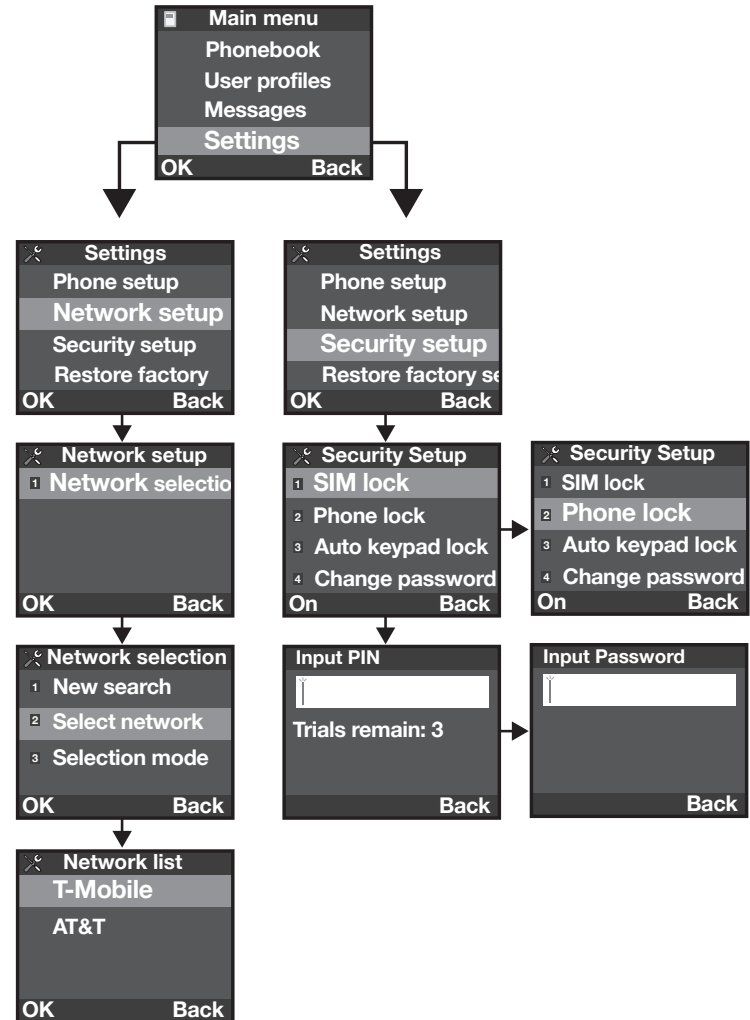 Main menu
Phonebook
User profiles
Messages
Settings
OK Back
Settings
Phone setup
Network setup
Security setup
Restore factory
OK Back
Network setup
1 Network selectio
OK Back
Network selection
1 New search
2 Select network
3 Selection mode
OK Back
Network list
T-Mobile
AT&T
OK Back
Settings
Phone setup
Network setup
Security setup
Restore factory se
OK Back
Security Setup
1 SIM lock
2 Phone lock
3 Auto keypad lock
4 Change password
On Back
Security Setup
1 SIM lock
2 Phone lock
3 Auto keypad lock
4 Change password
On Back
Input PIN
Trials remain: 3
Back
Input Password
Back